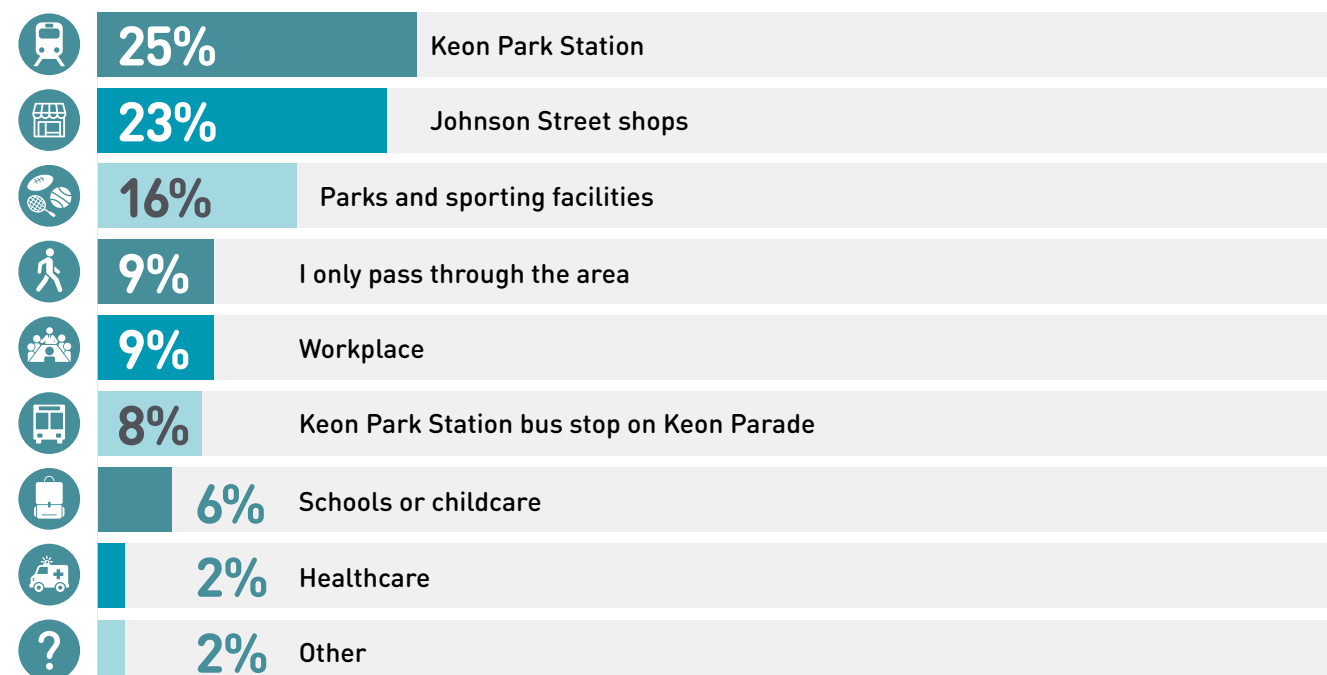 25% Keon Park Station
23% Johnson Street shops
16% Parks and sporting facilities
9% I only pass through the area
9% Workplace
8% Keon Park Station bus stop on Keon Parade
6% Schools or childcare
2% Healthcare
? 2% Other